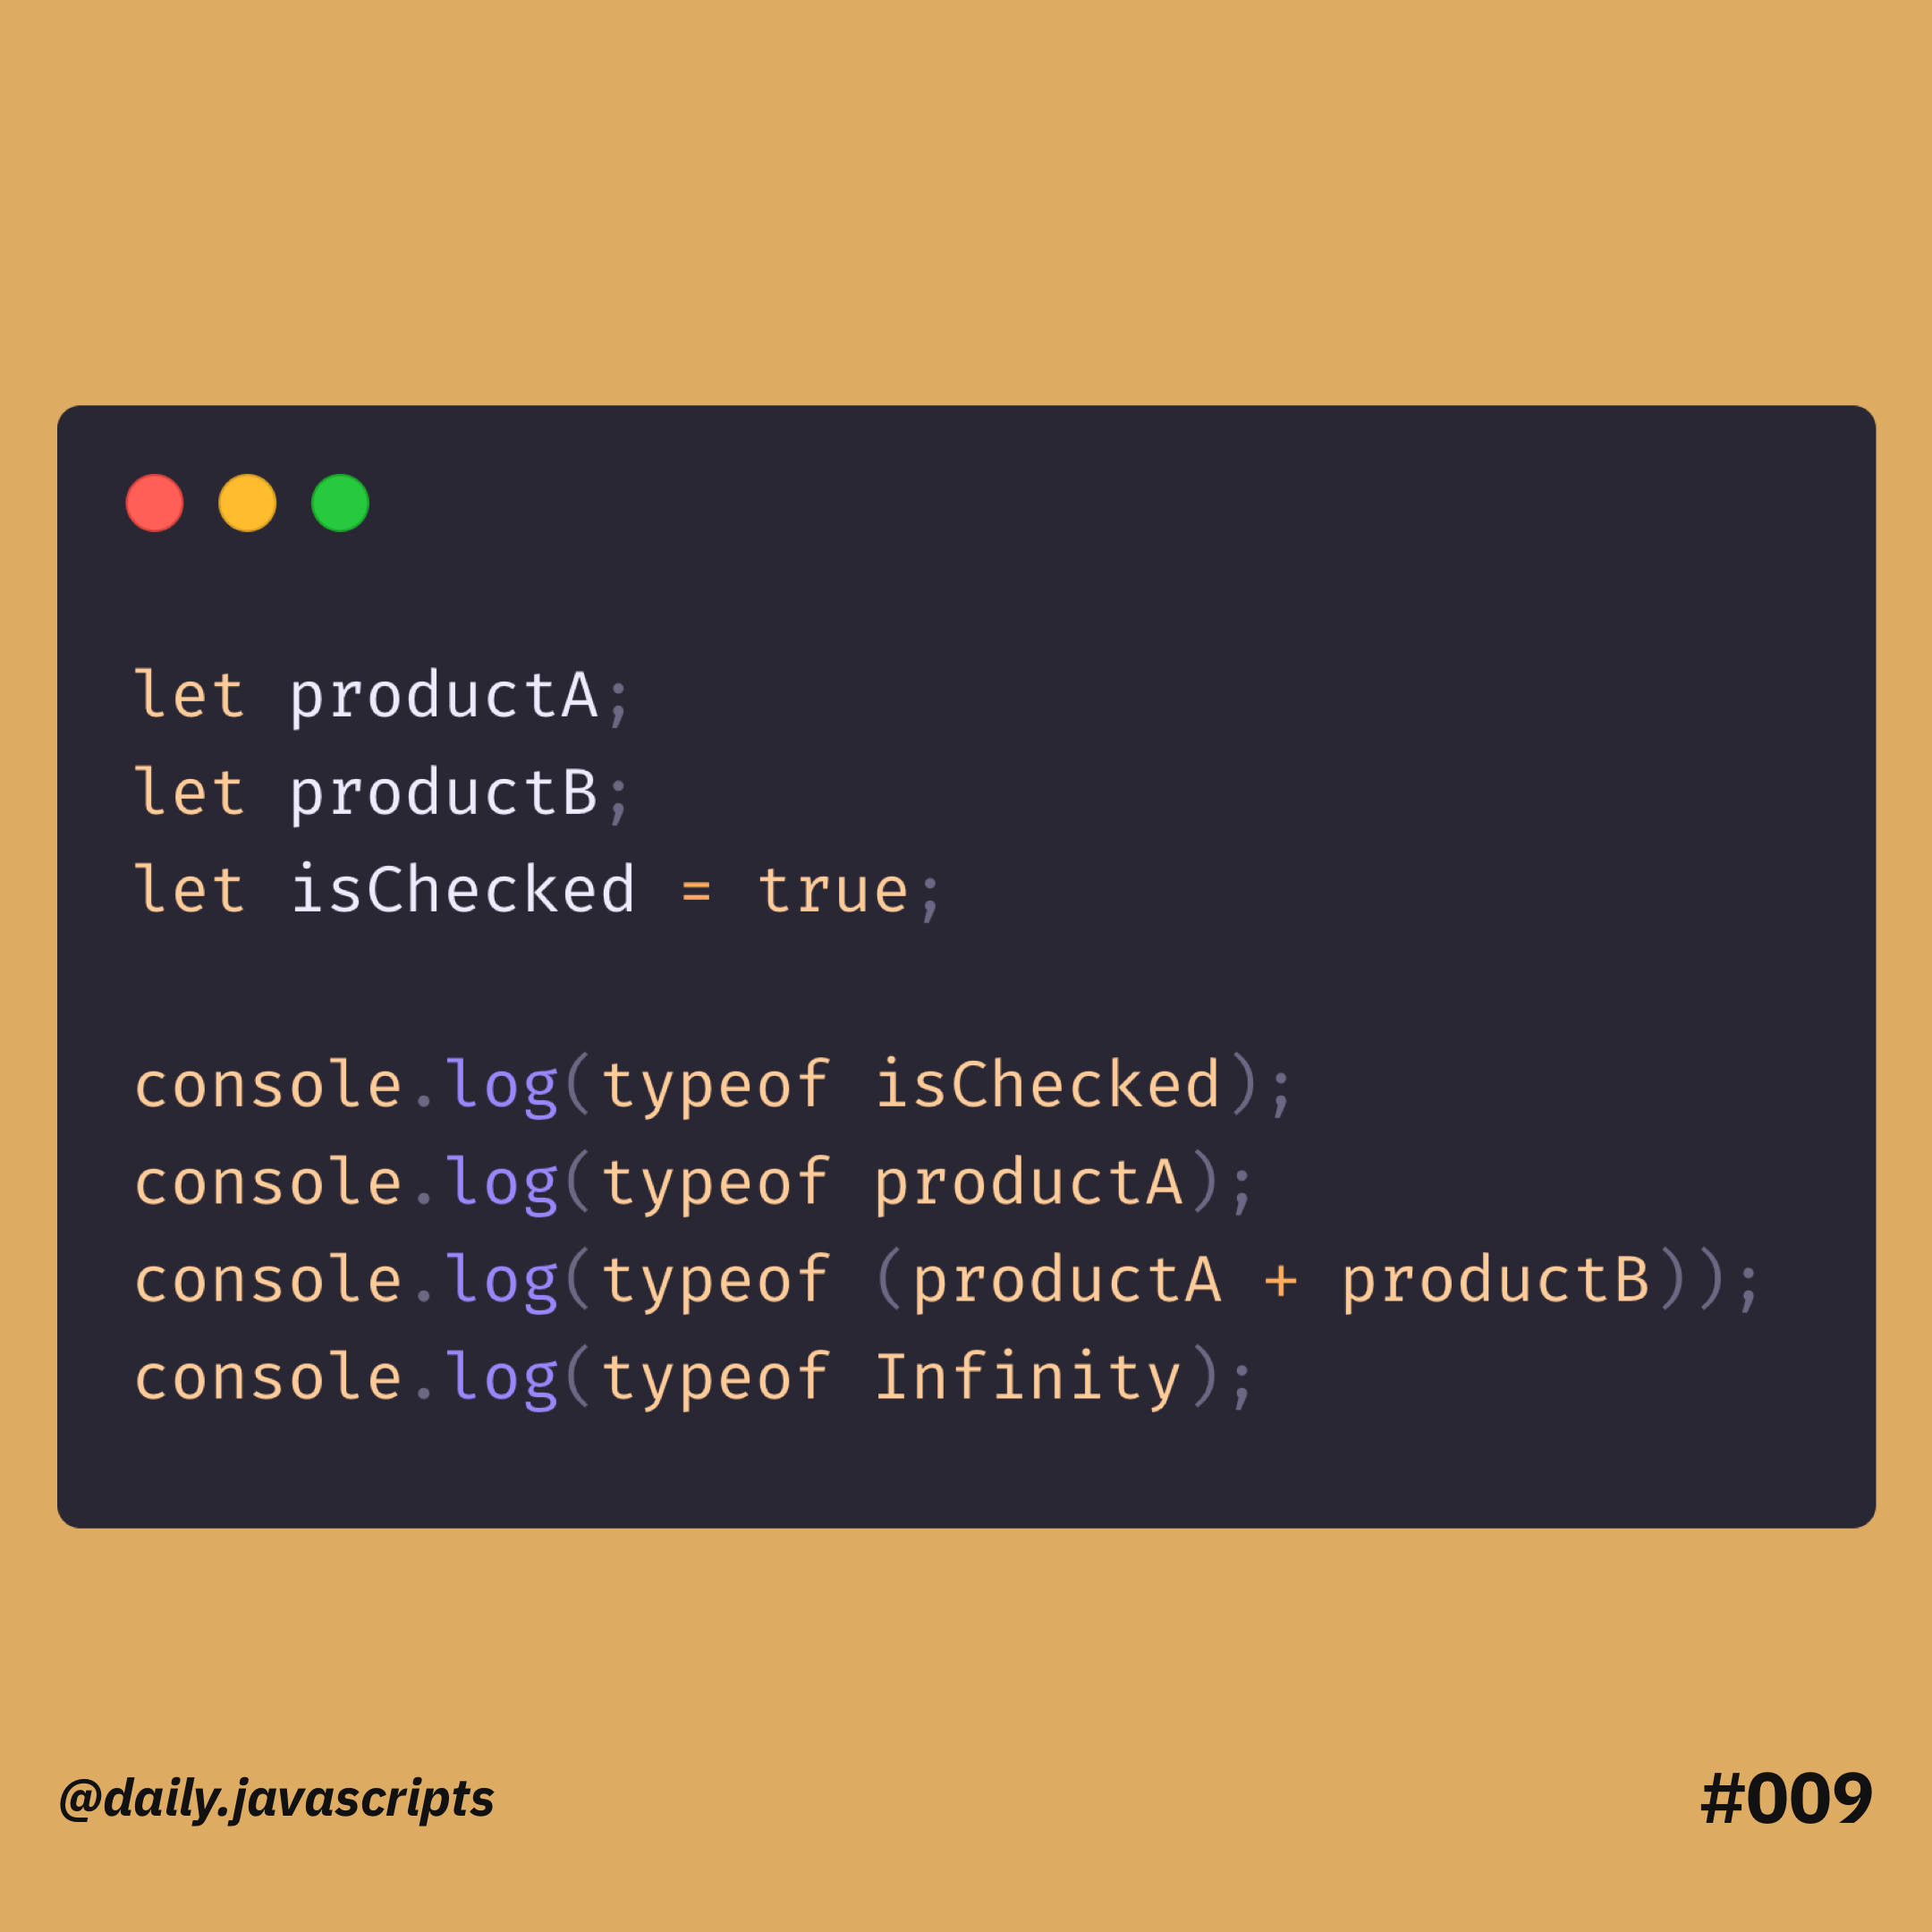 let productA;
let productB;
let isChecked = true;
console.log(typeof isChecked);
console.log(typeof productA);
console.log(typeof (productA + productB));
console.log(typeof Infinity);
@daily.javascripts
#009